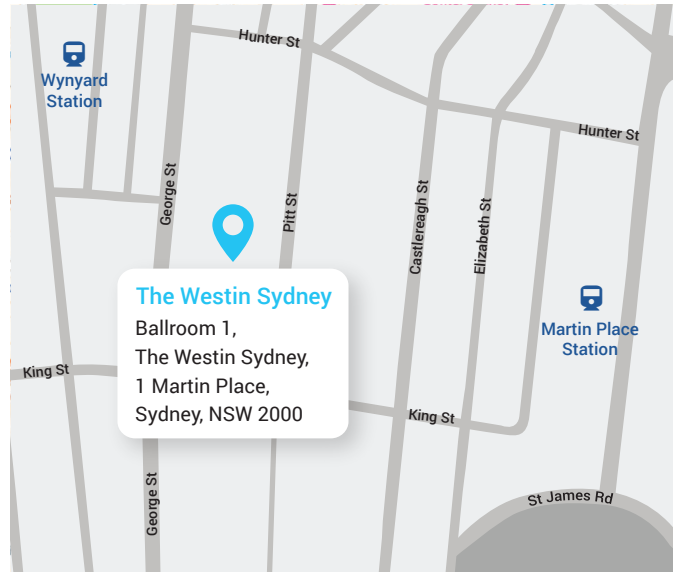 Hunter St
Wynyard
Station
Hunter St
George St
Pitt St
Castlereagh St
Elizabeth St
The Westin Sydney
Ballroom 1,
The Westin Sydney,
1 Martin Place,
Sydney, NSW 2000
Martin Place
Station
King St
King St
George St
St James Rd